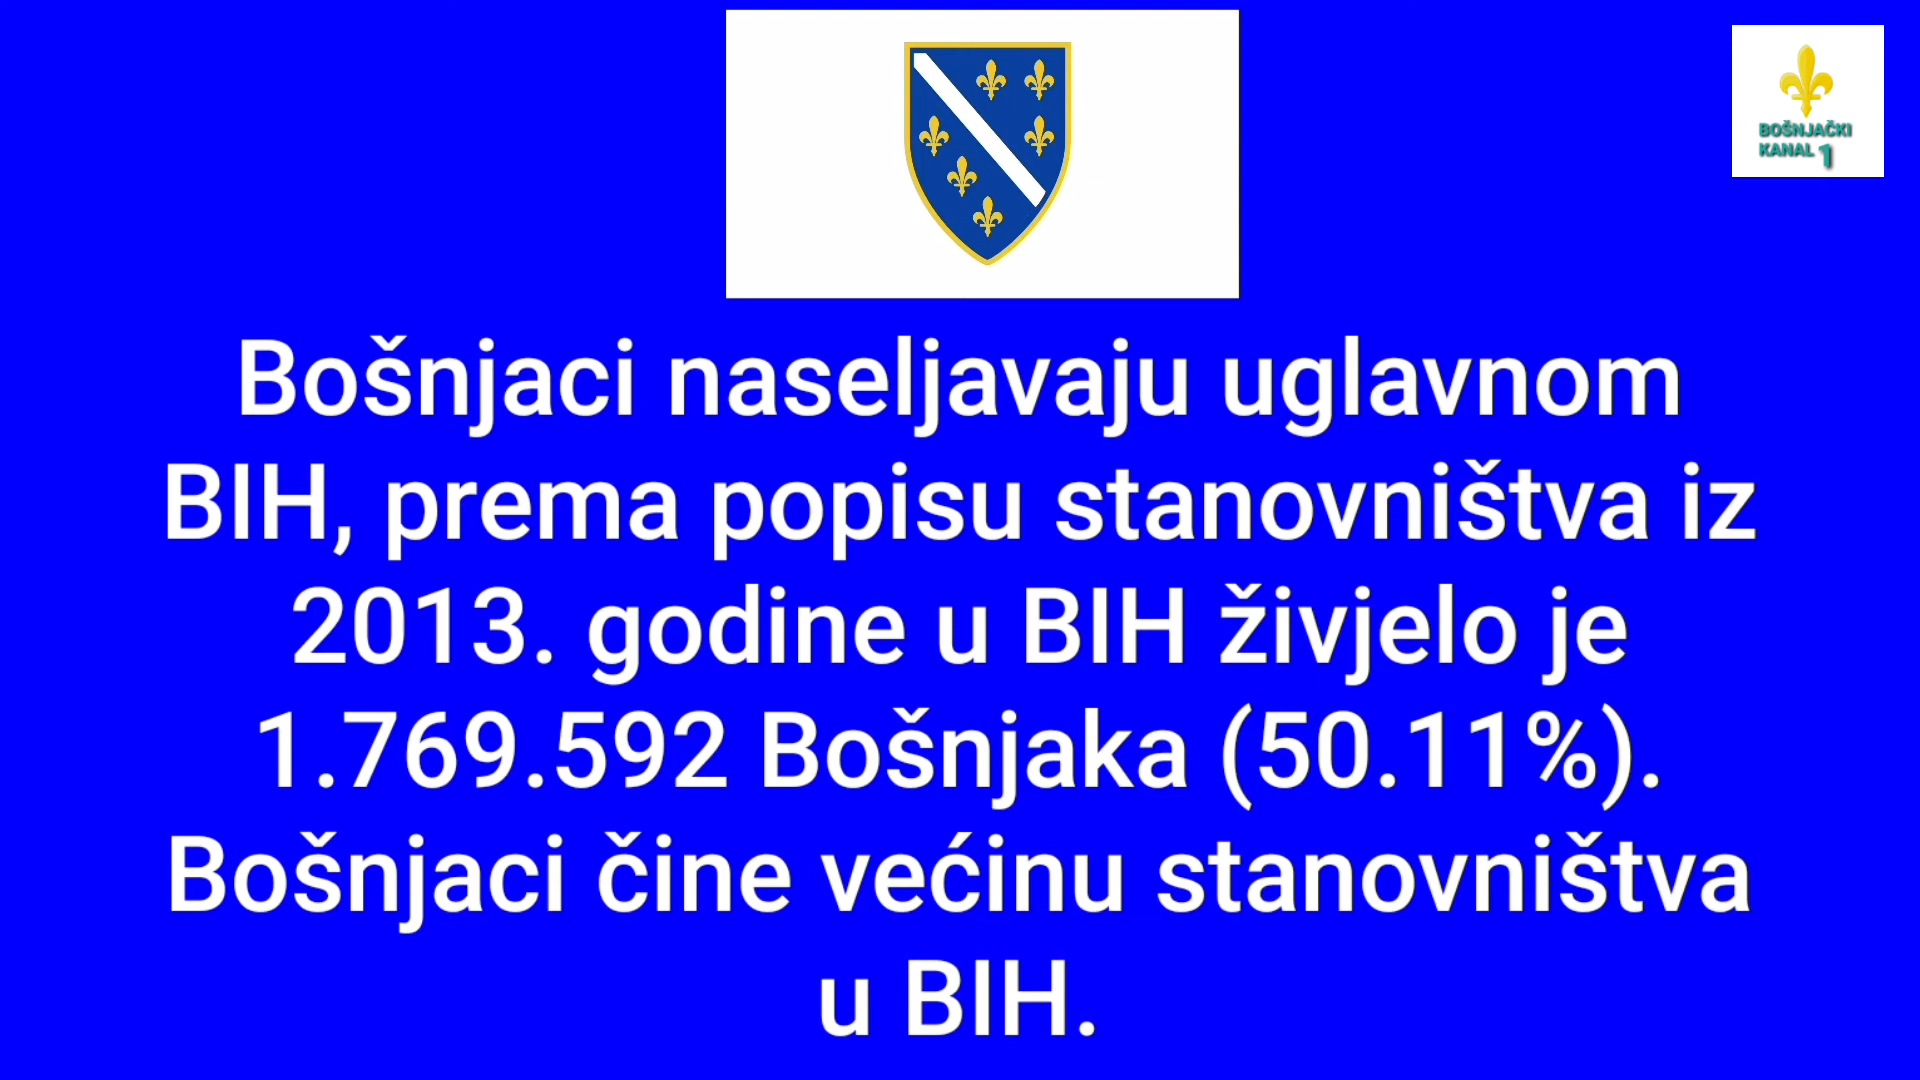 BOŠNJAČKI
KANAL 1
Bošnjaci naseljavaju uglavnom
BIH, prema popisu stanovništva iz
2013. godine u BIH živjelo je
1.769.592 Bošnjaka (50.11%).
Bošnjaci čine većinu stanovništva
u BIH.